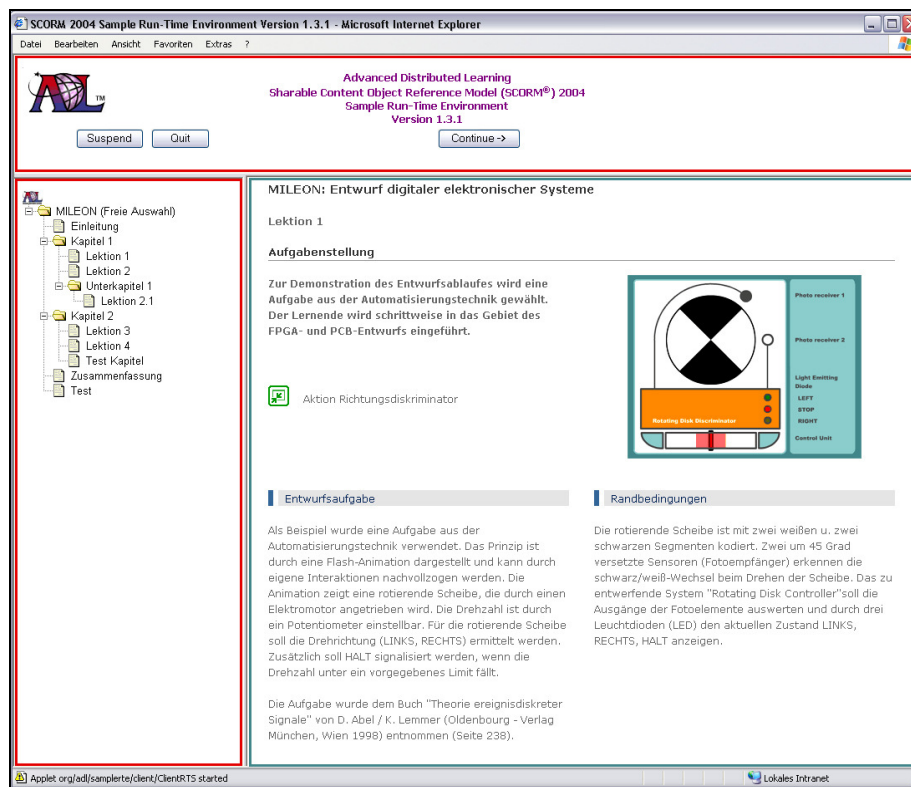 SCORM 2004 Sample Run-Time Environment Version 1.3.1 - Microsoft Internet Explorer
Datei Bearbeiten Ansicht Favoriten Extras ?
ADL TM
Advanced Distributed Learning
Sharable Content Object Reference Model (SCORM®) 2004
Sample Run-Time Environment
Version 1.3.1
Suspend Quit Continue ->
ADL
MILEON (Freie Auswahl)
Einleitung
Kapitel 1
Lektion 1
Lektion 2
Unterkapitel 1
Lektion 2.1
Kapitel 2
Lektion 3
Lektion 4
Test Kapitel
Zusammenfassung
Test
MILEON: Entwurf digitaler elektronischer Systeme
Lektion 1
Aufgabenstellung
Zur Demonstration des Entwurfsablaufes wird eine
Aufgabe aus der Automatisierungstechnik gewählt.
Der Lernende wird schrittweise in das Gebiet des
FPGA- und PCB-Entwurfs eingeführt.
Aktion Richtungsdiskriminator
Photo receiver 1
Photo receiver 2
Light Emitting
Diode
LEFT
STOP
RIGHT
Control Unit
Rotating Disk Discriminator
Entwurfsaufgabe
Als Beispiel wurde eine Aufgabe aus der
Automatisierungstechnik verwendet. Das Prinzip ist
durch eine Flash-Animation dargestellt und kann durch
eigene Interaktionen nachvollzogen werden. Die
Animation zeigt eine rotierende Scheibe, die durch einen
Elektromotor angetrieben wird. Die Drehzahl ist durch
ein Potentiometer einstellbar. Für die rotierende Scheibe
soll die Drehrichtung (LINKS, RECHTS) ermittelt werden.
Zusätzlich soll HALT signalisiert werden, wenn die
Drehzahl unter ein vorgegebenes Limit fällt.
Die Aufgabe wurde dem Buch "Theorie ereignisdiskreter
Signale" von D. Abel / K. Lemmer (Oldenbourg - Verlag
München, Wien 1998) entnommen (Seite 238).
Randbedingungen
Die rotierende Scheibe ist mit zwei weißen u. zwei
schwarzen Segmenten kodiert. Zwei um 45 Grad
versetzte Sensoren (Fotoempfänger) erkennen die
schwarz/weiß-Wechsel beim Drehen der Scheibe. Das zu
entwerfende System "Rotating Disk Controller"soll die
Ausgänge der Fotoelemente auswerten und durch drei
Leuchtdioden (LED) den aktuellen Zustand LINKS,
RECHTS, HALT anzeigen.
Applet org/adl/samplerte/client/ClientRTS started
Lokales Intranet